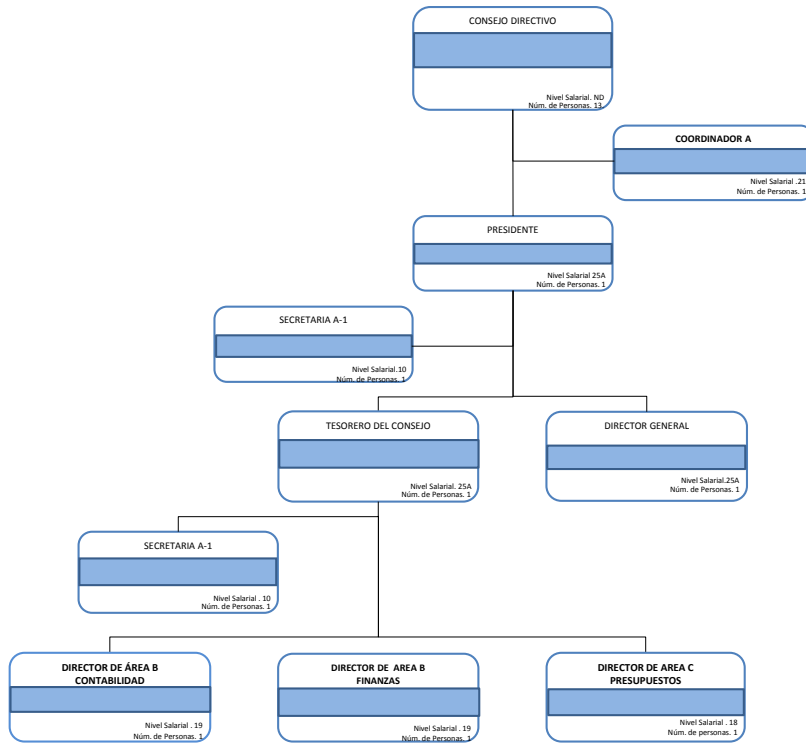 CONSEJO DIRECTIVO
Nivel Salarial. ND
Núm. de Personas. 13
COORDINADOR A
Nivel Salarial .21
Núm. de Personas. 1
PRESIDENTE
Nivel Salarial 25A
Núm. de Personas. 1
SECRETARIA A-1
Nivel Salarial.10
Núm. de Personas. 1
TESORERO DEL CONSEJO
Nivel Salarial. 25A
Núm. de Personas. 1
DIRECTOR GENERAL
Nivel Salarial.25A
Núm. de Personas. 1
SECRETARIA A-1
Nivel Salarial . 10
Núm. de Personas. 1
DIRECTOR DE ÁREA B
CONTABILIDAD
Nivel Salarial . 19
Núm. de Personas. 1
DIRECTOR DE AREA B
FINANZAS
Nivel Salarial . 19
Núm. de Personas. 1
DIRECTOR DE AREA C
PRESUPUESTOS
Nivel Salarial . 18
Núm. de personas. 1